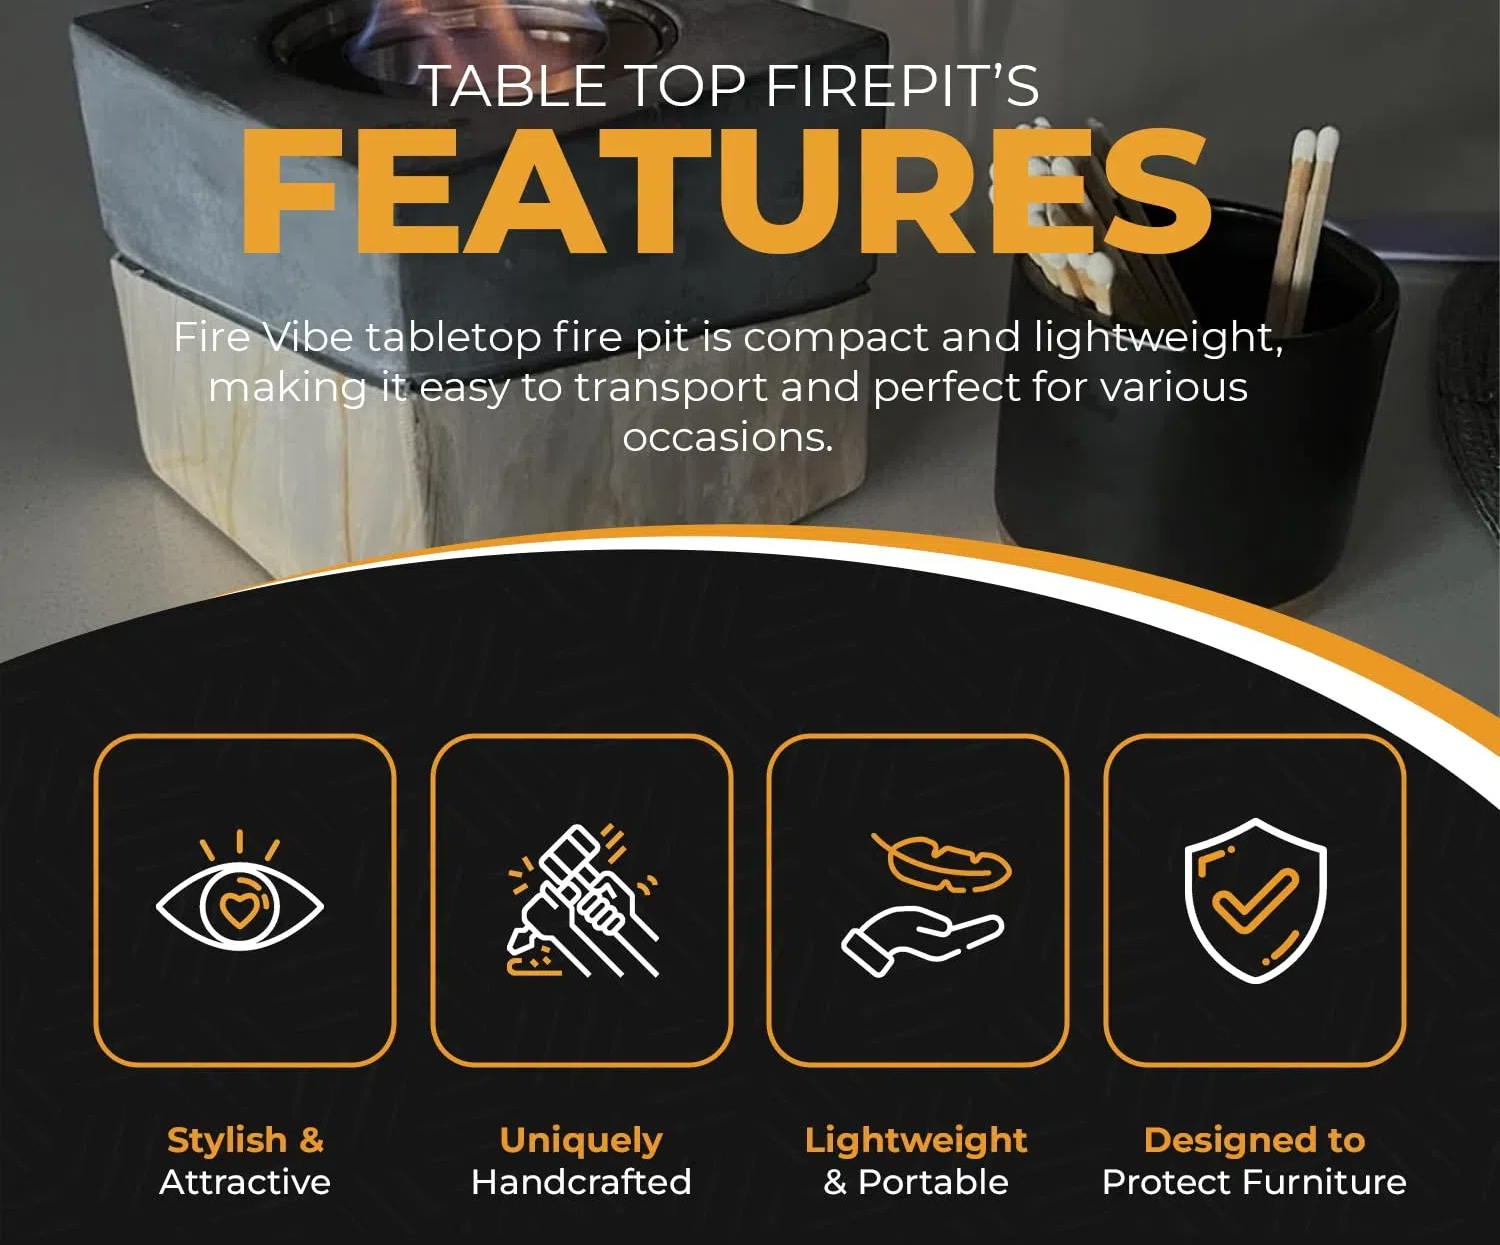 TABLE TOP FIREPIT’S
FEATURES
Fire Vibe tabletop fire pit is compact and lightweight,
making it easy to transport and perfect for various
occasions.
Stylish &
Attractive
Uniquely
Handcrafted
Lightweight
& Portable
Designed to
Protect Furniture